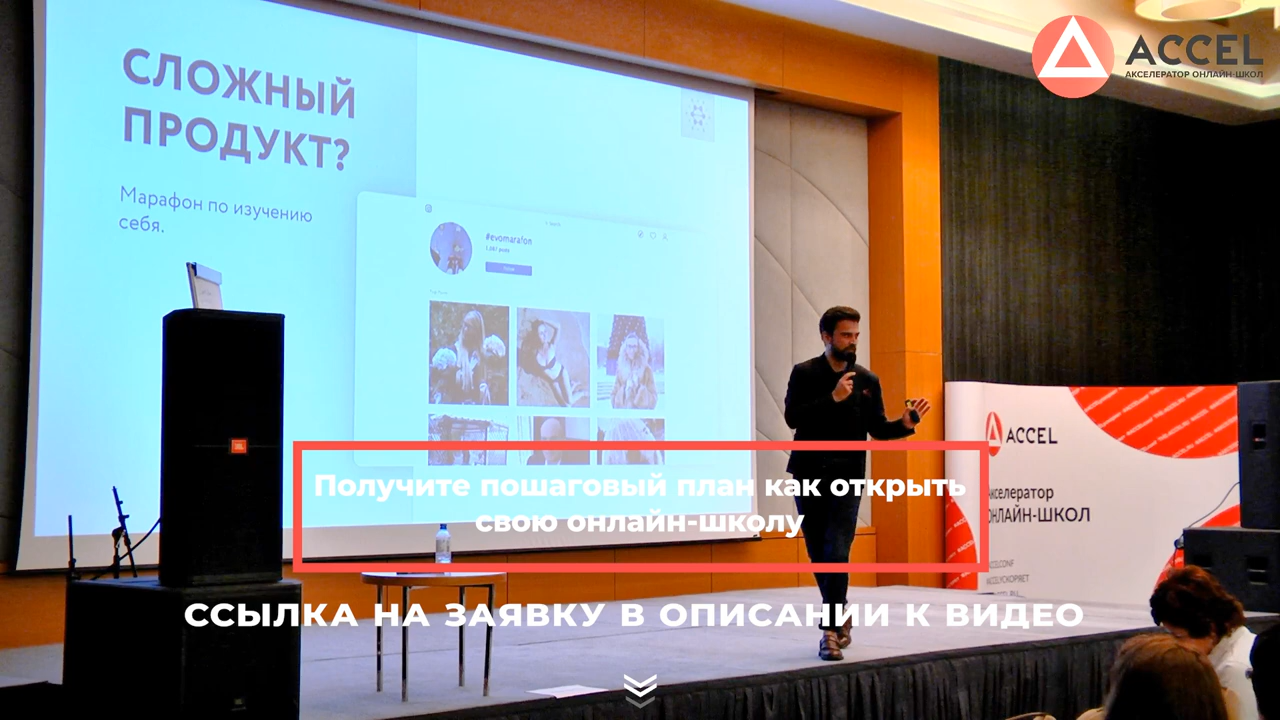 СЛОЖНЫЙ
ПРОДУКТ?
Марафон по изучению
себя.
#evomarafon
ACCEL
АКСЕЛЕРАТОР ОНЛАЙН-ШКОЛ
JBL
Получите пошаговый план как открыть
свою онлайн-школу
ССЫЛКА НА ЗАЯВКУ В ОПИСАНИИ К ВИДЕО
ACCEL
Акселератор
ОНЛАЙН-ШКОЛ